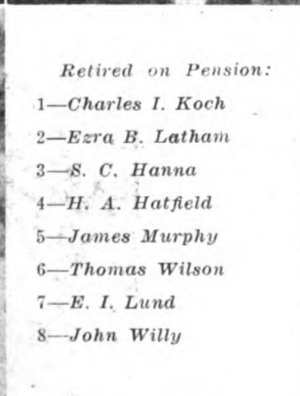 Retired on Pension:
1—Charles I. Koch
2—Ezra B. Latham
3—S. C. Hanna
4—H. A. Hatfield
5—James Murphy
6—Thomas Wilson
7—E. I. Lund
8—John Willy